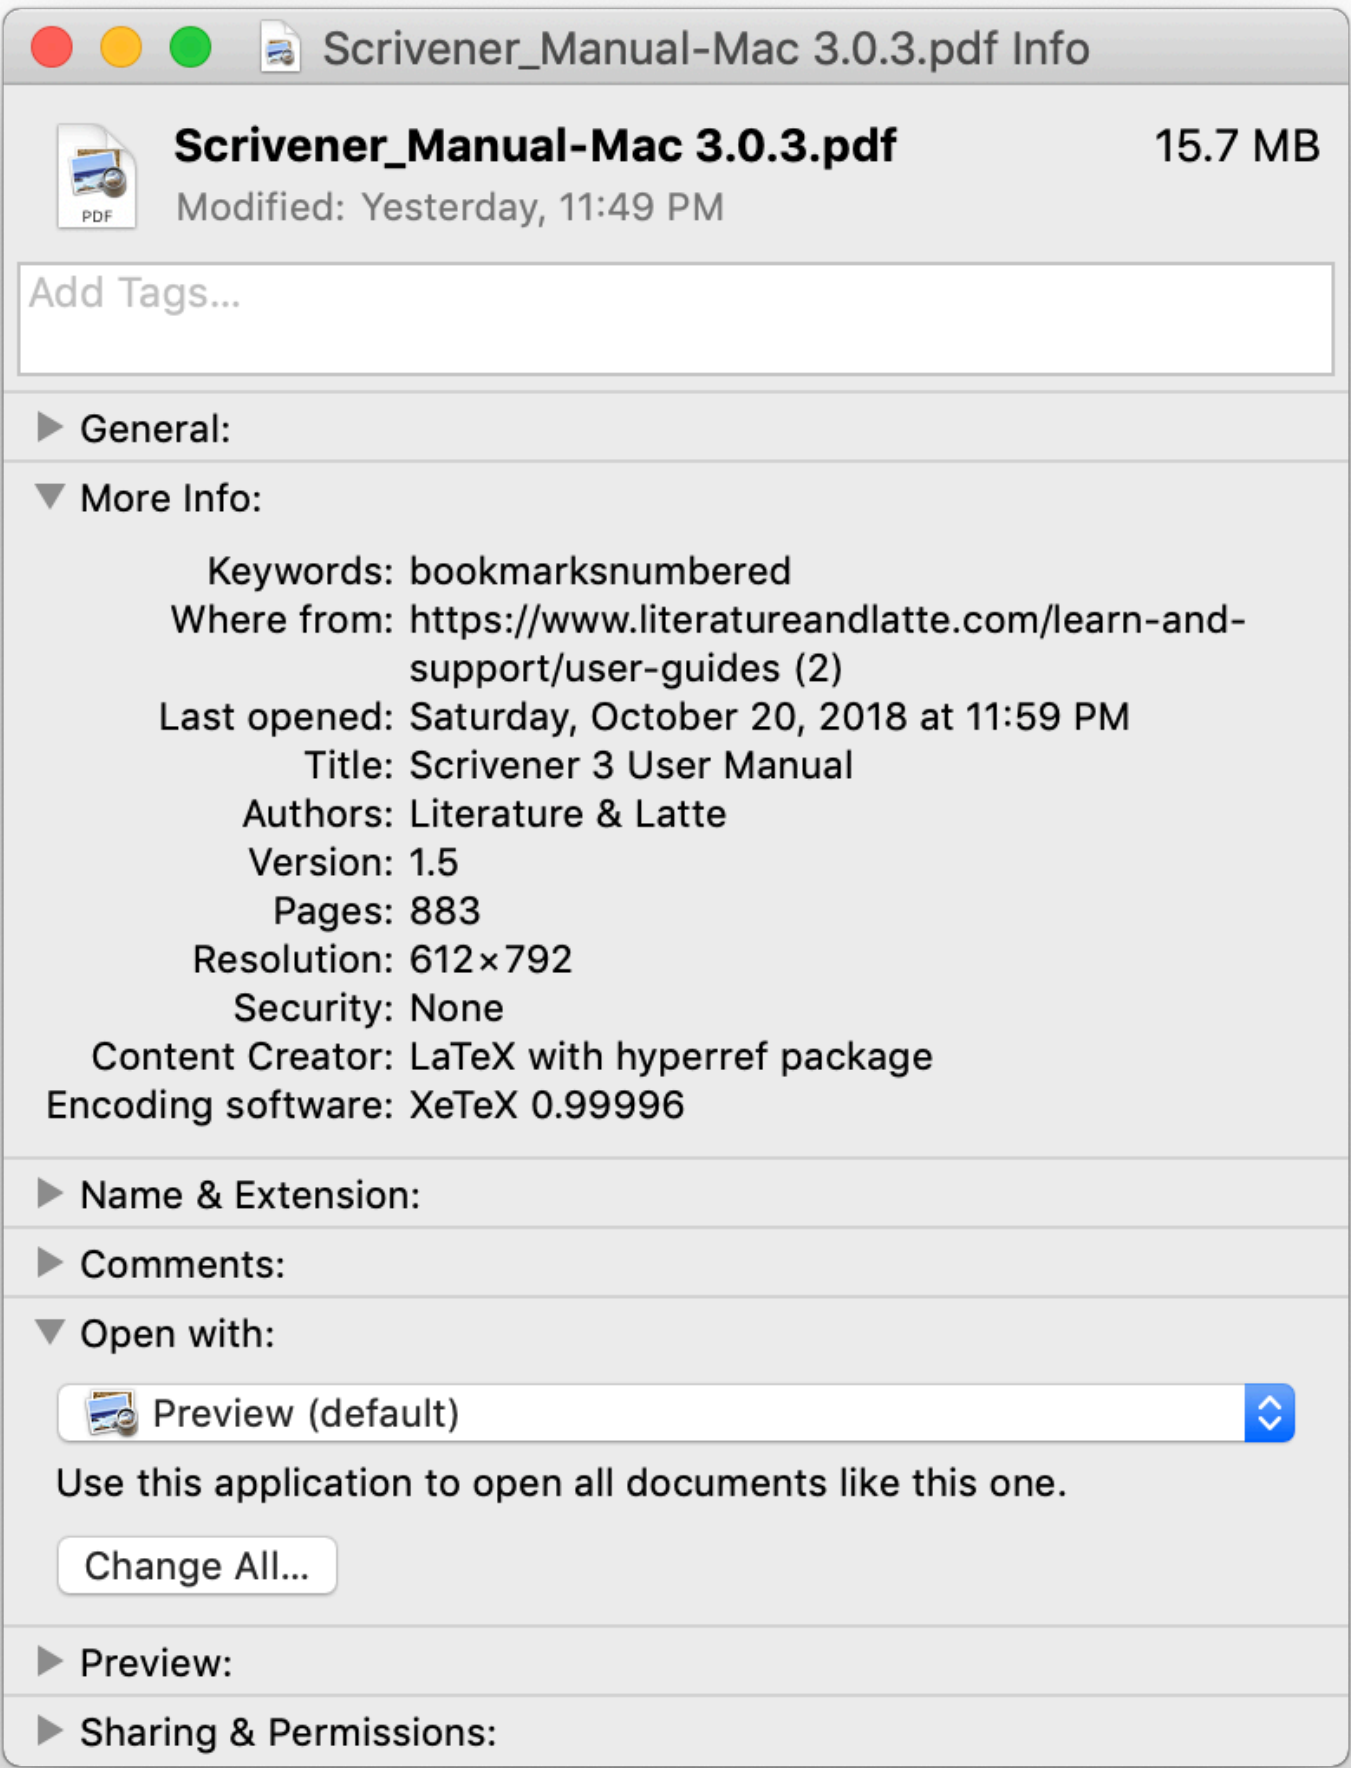 Scrivener_Manual-Mac 3.0.3.pdf Info
Scrivener_Manual-Mac 3.0.3.pdf 15.7 MB
PDF Modified: Yesterday, 11:49 PM
Add Tags...
General:
More Info:
Keywords: bookmarksnumbered
Where from: https://www.literatureandlatte.com/learn-and-
support/user-guides (2)
Last opened: Saturday, October 20, 2018 at 11:59 PM
Title: Scrivener 3 User Manual
Authors: Literature & Latte
Version: 1.5
Pages: 883
Resolution: 612×792
Security: None
Content Creator: LaTeX with hyperref package
Encoding software: XeTeX 0.99996
Name & Extension:
Comments:
Open with:
Preview (default)
Use this application to open all documents like this one.
Change All...
Preview:
Sharing & Permissions: